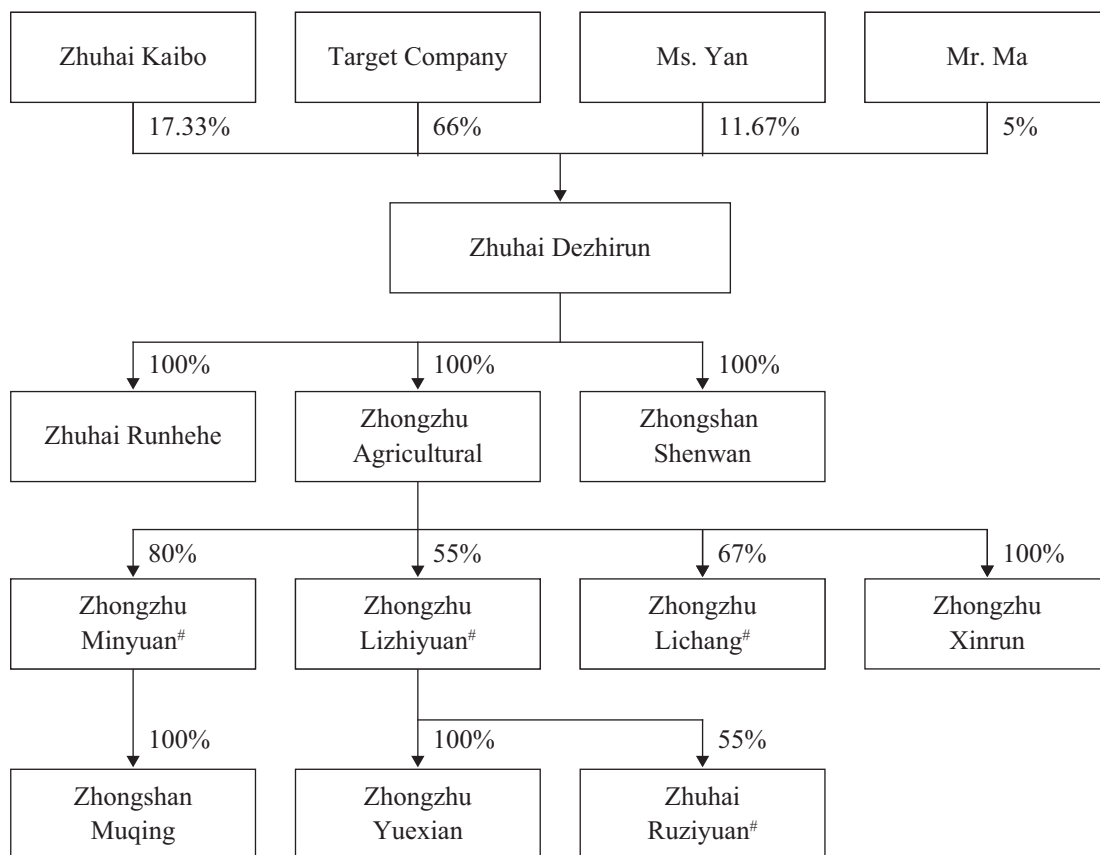 Zhuhai Kaibo
Target Company
Ms. Yan
Mr. Ma
17.33%
66%
11.67%
5%
Zhuhai Dezhirun
100%
100%
100%
Zhuhai Runhehe
Zhongzhu
Agricultural
Zhongshan
Shenwan
80%
55%
67%
100%
Zhongzhu
Minyuan#
Zhongzhu
Lizhiyuan#
Zhongzhu
Lichang#
Zhongzhu
Xinrun
100%
100%
55%
Zhongshan
Muqing
Zhongzhu
Yuexian
Zhuhai
Ruziyuan#